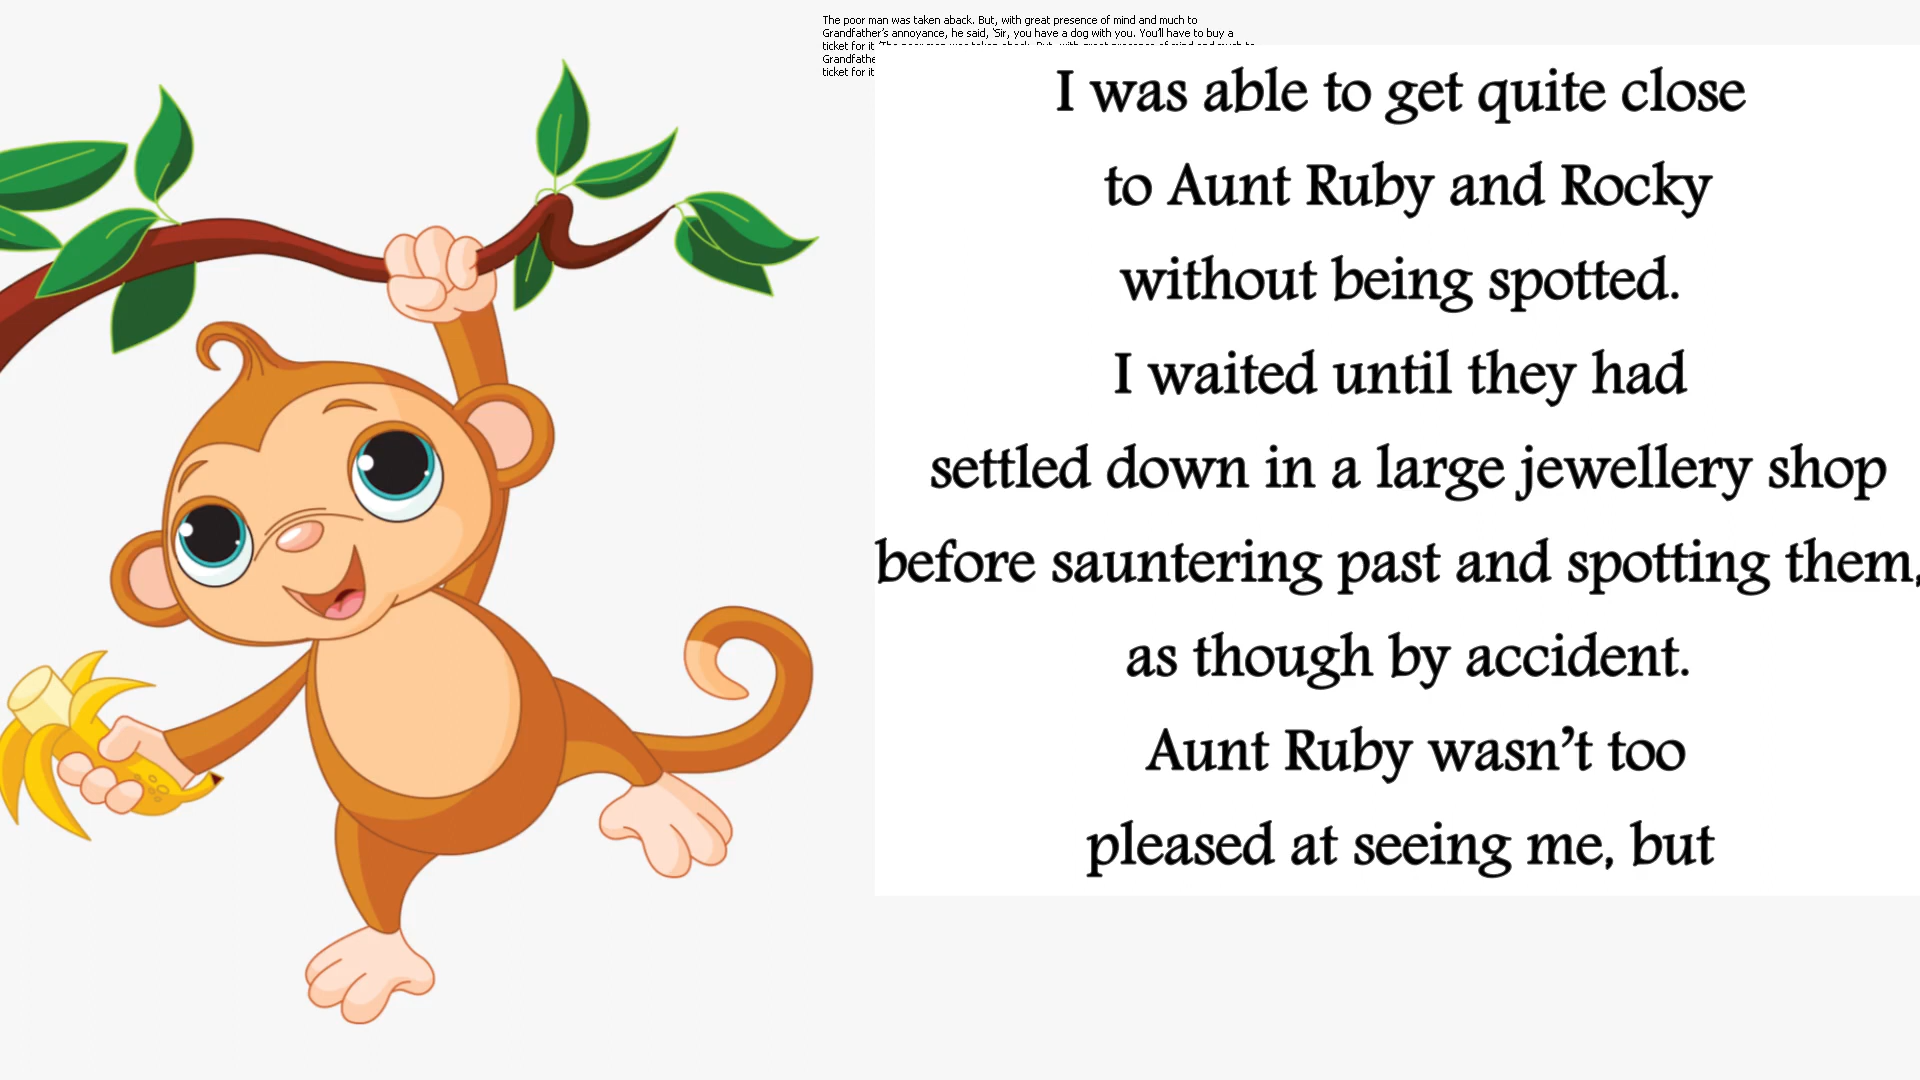 The poor man was taken aback. But, with great presence of mind and much to
Grandfather's annoyance, he said, 'Sir, you have a dog with you. You'll have to buy a
ticket for it
Grandfathe
ticket for it
I was able to get quite close
to Aunt Ruby and Rocky
without being spotted.
I waited until they had
settled down in a large jewellery shop
before sauntering past and spotting them,
as though by accident.
Aunt Ruby wasn't too
pleased at seeing me, but